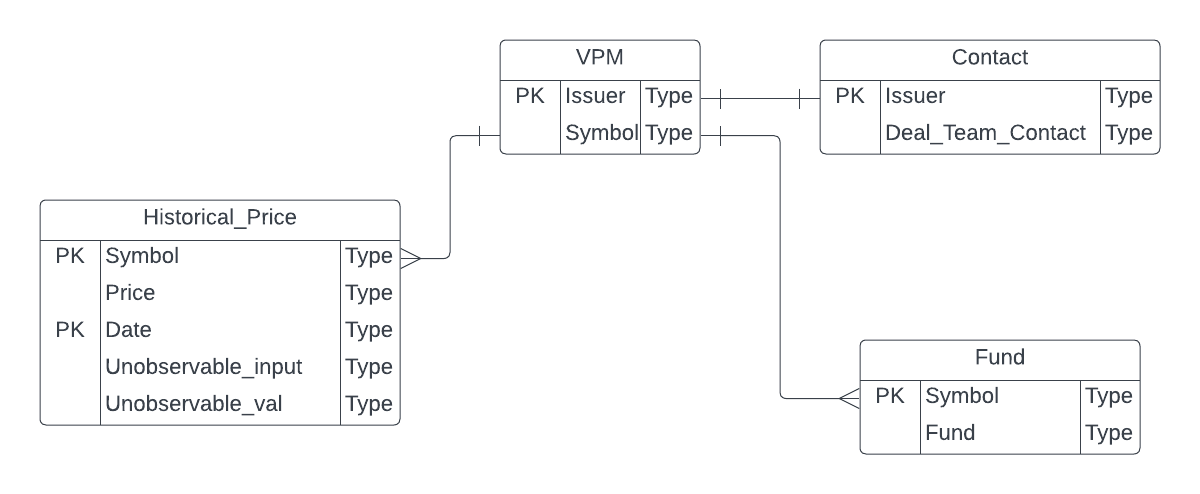 VPM
PK Issuer Type
Symbol Type
Contact
PK Issuer Type
Deal_Team_Contact Type
Historical_Price
PK Symbol Type
Price Type
PK Date Type
Unobservable_input Type
Unobservable_val Type
Fund
PK Symbol Type
Fund Type